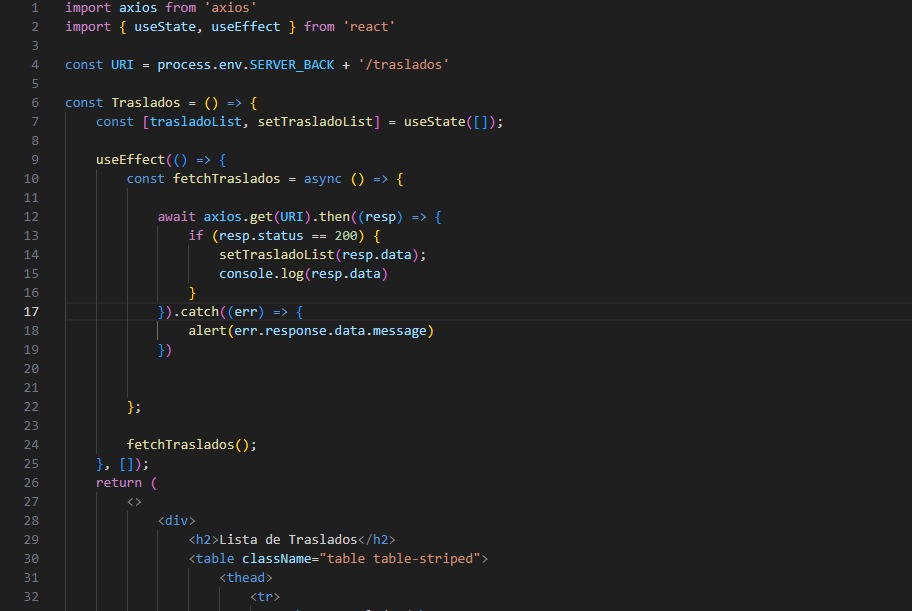 1 import axios from 'axios'
2 import { useState, useEffect } from 'react'
3
4 const URI = process.env.SERVER_BACK + '/traslados'
5
6 const Traslados = () => {
7 const [trasladoList, setTrasladoList] = useState([]);
8
9 useEffect(() => {
10 const fetchTraslados = async () => {
11
12 await axios.get(URI).then((resp) => {
13 if (resp.status == 200) {
14 setTrasladoList(resp.data);
15 console.log(resp.data)
16 }
17 }).catch((err) => {
18 alert(err.response.data.message)
19 })
20
21
22 };
23
24 fetchTraslados();
25 }, []);
26 return (
27 <>
28 <div>
29 <h2>Lista de Traslados</h2>
30 <table className="table table-striped">
31 <thead>
32 <tr>